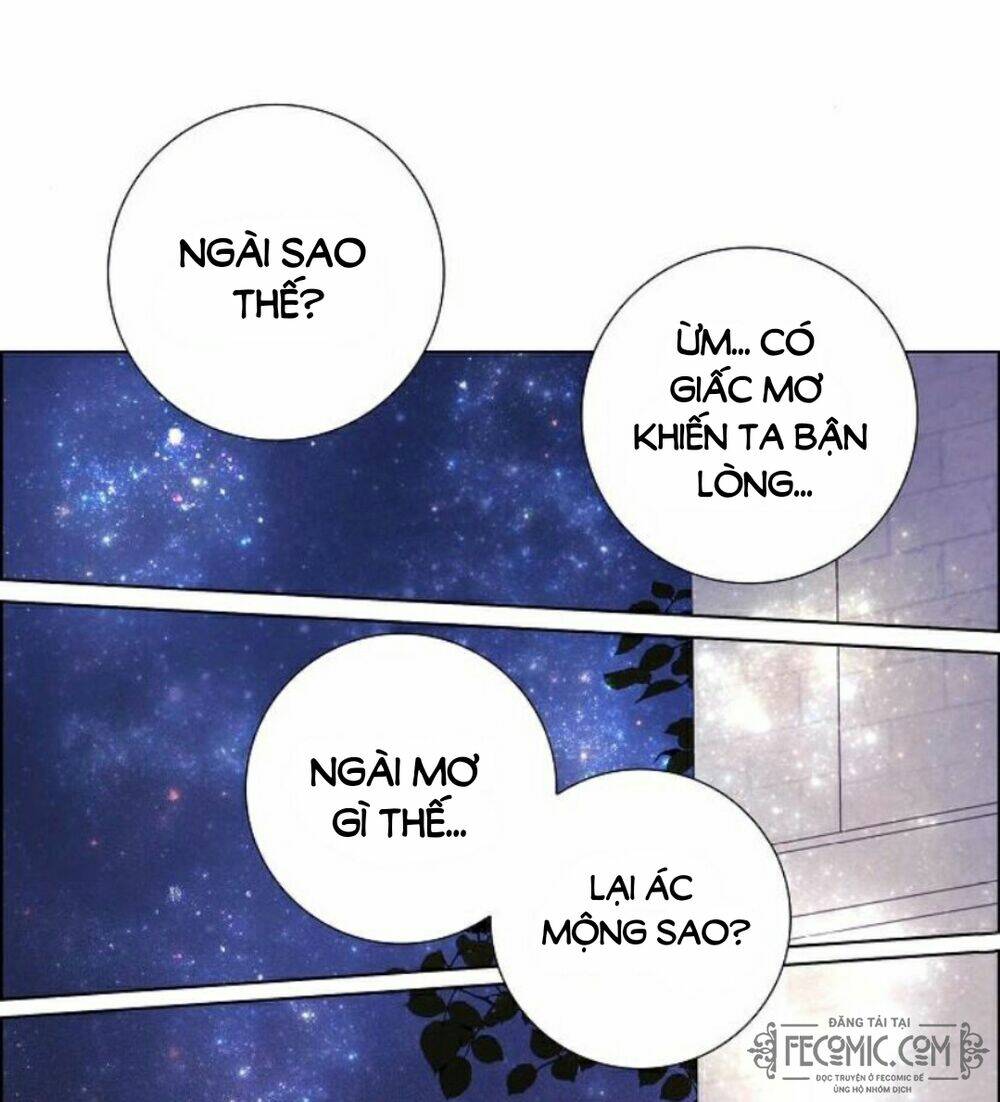 NGÀI SAO
THẾ?
ỪM... CÓ
GIẤC MƠ
KHIẾN TA BẬN
LÒNG...
NGÀI MƠ
GÌ THẾ...
LẠI ÁC
MỘNG SAO?
ĐĂNG TẢI TẠI
FECOMIC.COM
ĐỌC TRUYỆN Ở FECOMIC ĐỂ
ỦNG HỘ NHÓM DỊCH